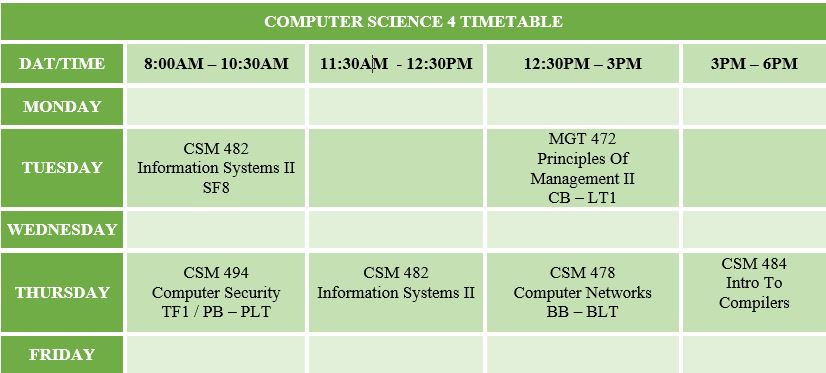 COMPUTER SCIENCE 4 TIMETABLE
DAT/TIME 8:00AM – 10:30AM 11:30AM - 12:30PM 12:30PM – 3PM 3PM – 6PM
MONDAY
TUESDAY
CSM 482
Information Systems II
SF8
MGT 472
Principles Of
Management II
CB – LT1
WEDNESDAY
THURSDAY
CSM 494
Computer Security
TF1 / PB – PLT
CSM 482
Information Systems II
CSM 478
Computer Networks
BB – BLT
CSM 484
Intro To
Compilers
FRIDAY